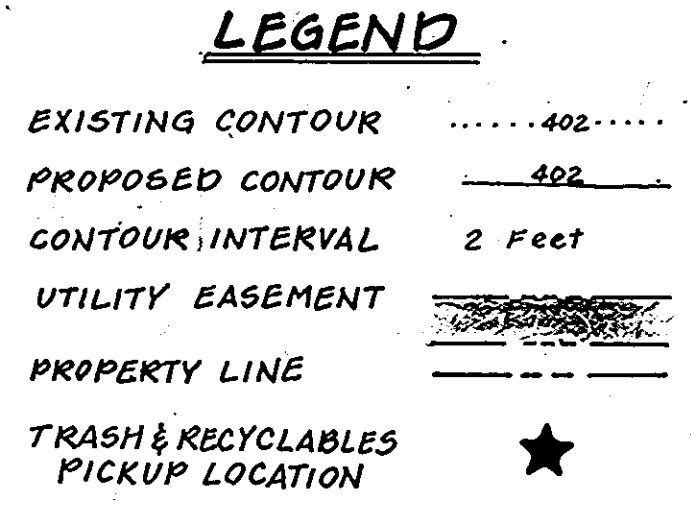 LEGEND
EXISTING CONTOUR ......402.....
PROPOSED CONTOUR 402
CONTOUR INTERVAL 2 Feet
UTILITY EASEMENT
PROPERTY LINE
TRASH & RECYCLABLES
PICKUP LOCATION